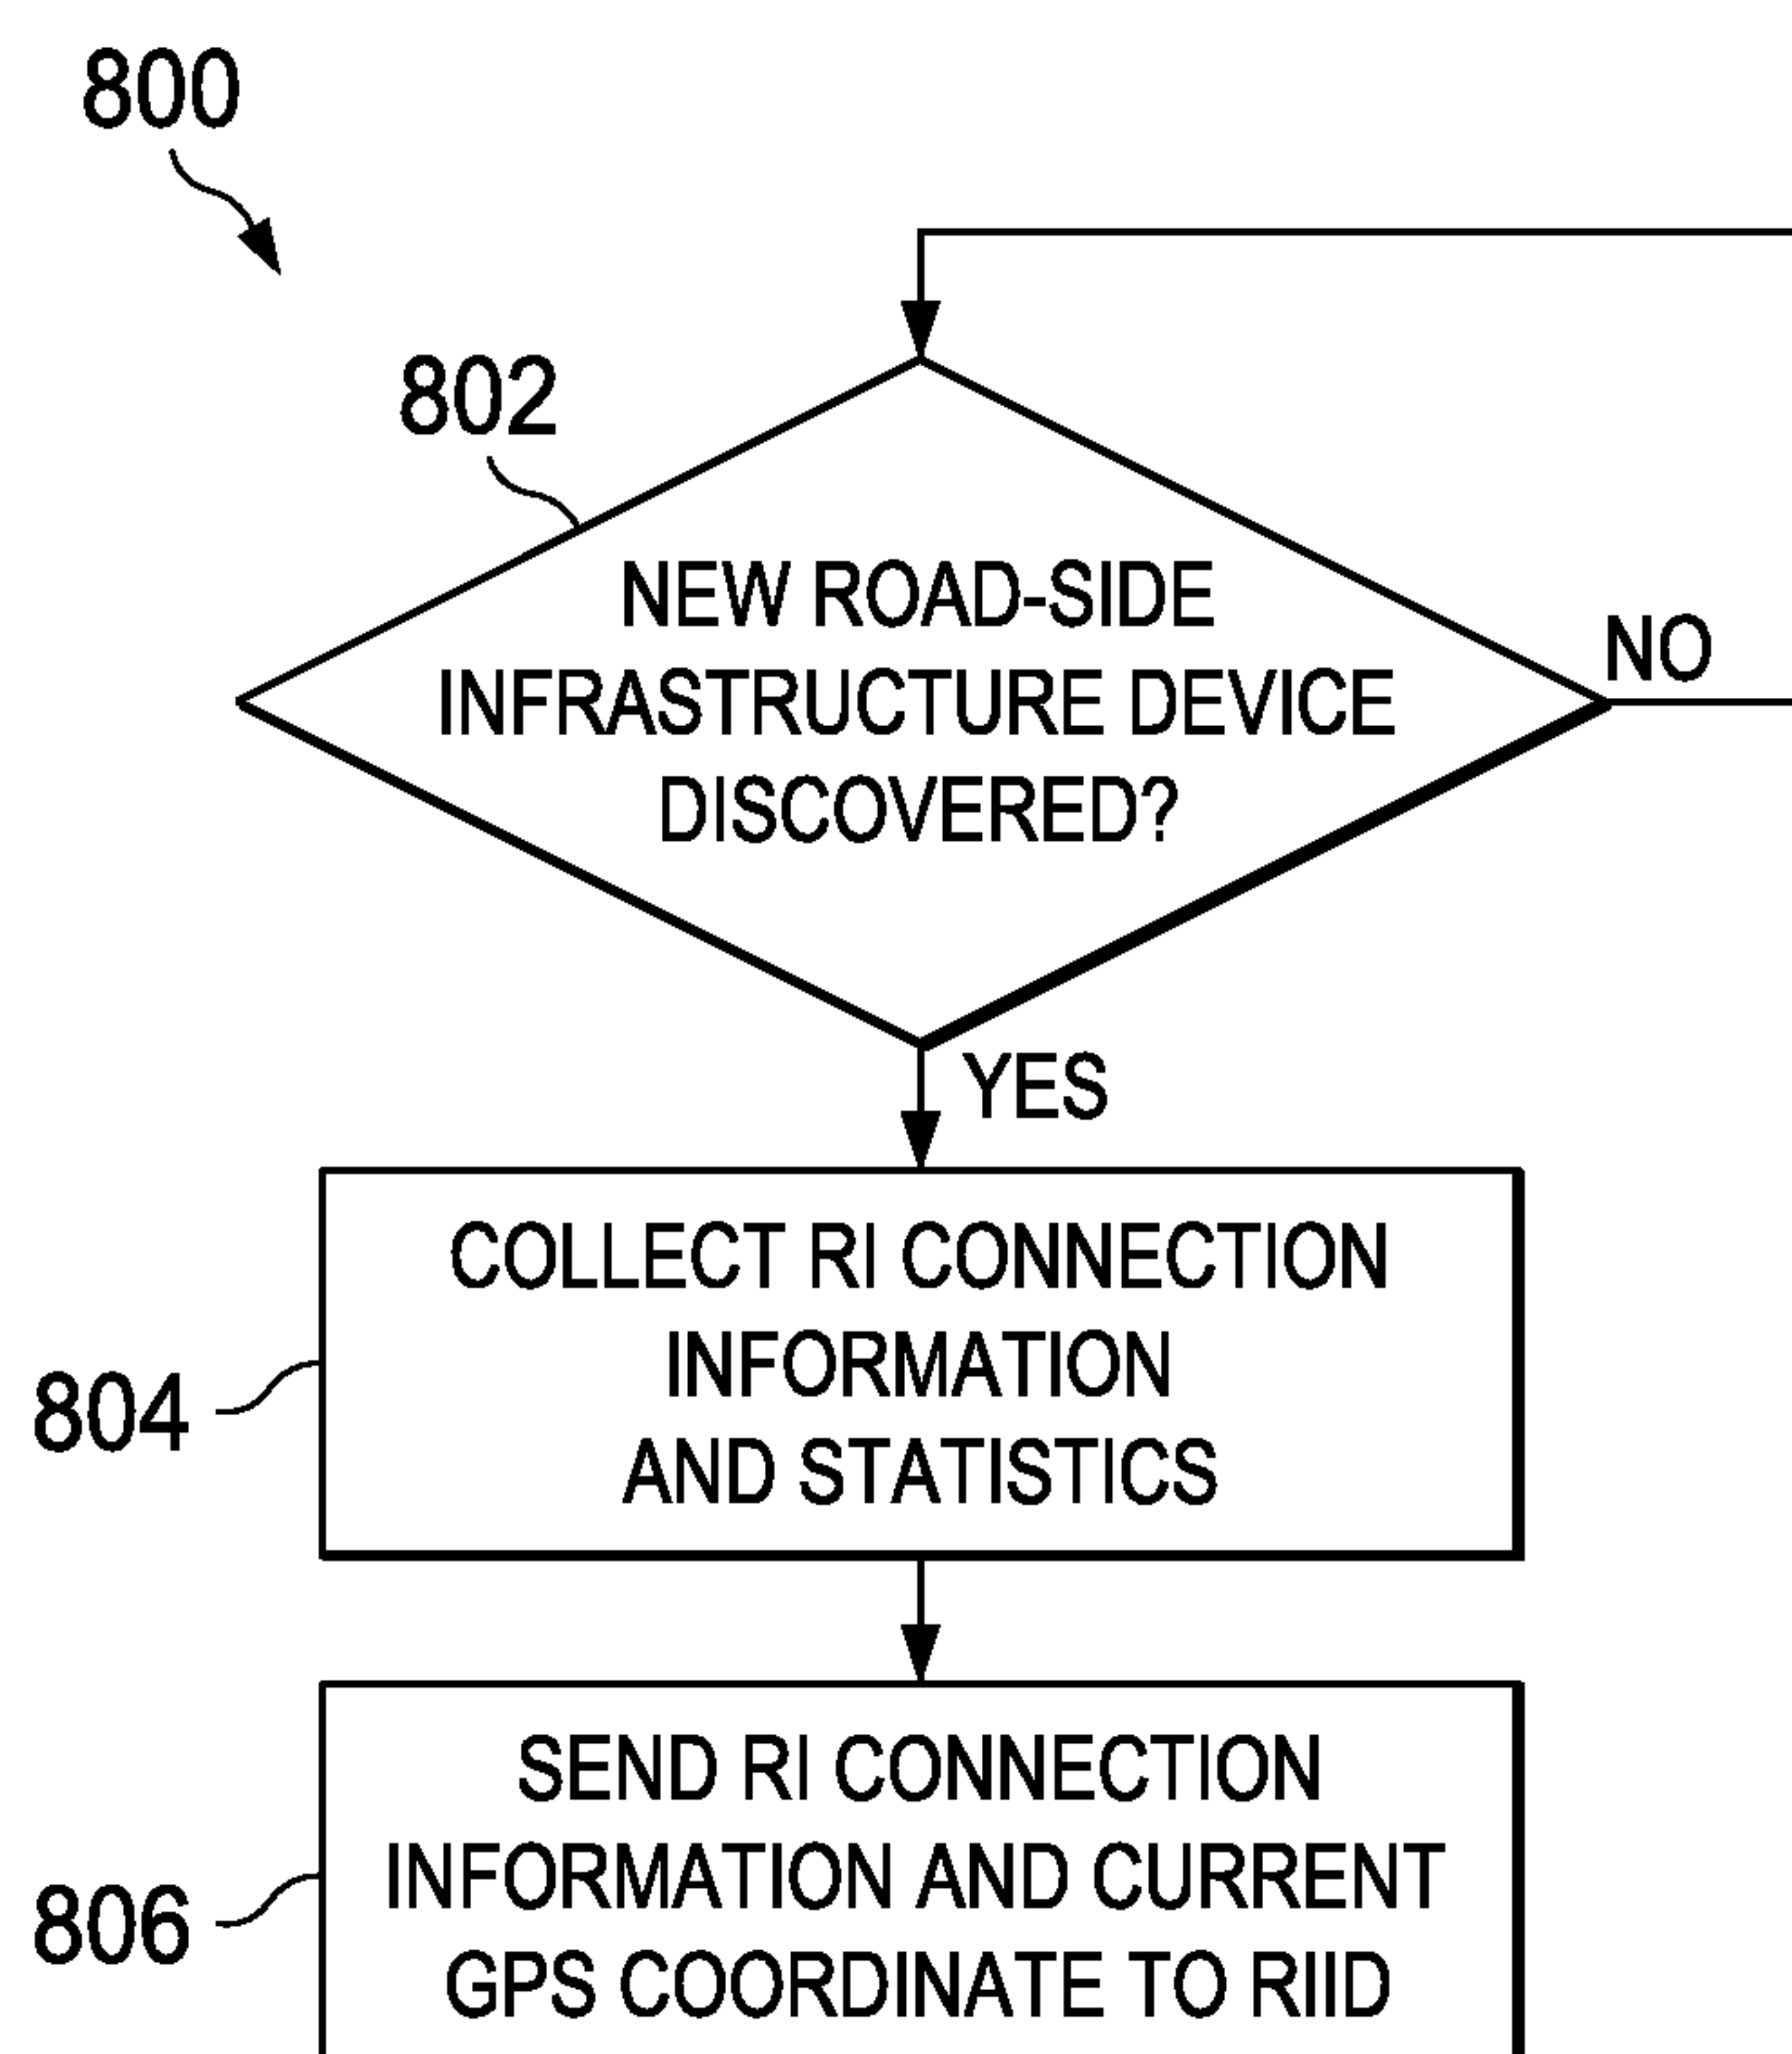 800
802
NEW ROAD-SIDE
INFRASTRUCTURE DEVICE
DISCOVERED?
NO
YES
COLLECT RI CONNECTION
INFORMATION
AND STATISTICS
804
SEND RI CONNECTION
INFORMATION AND CURRENT
GPS COORDINATE TO RIID
806